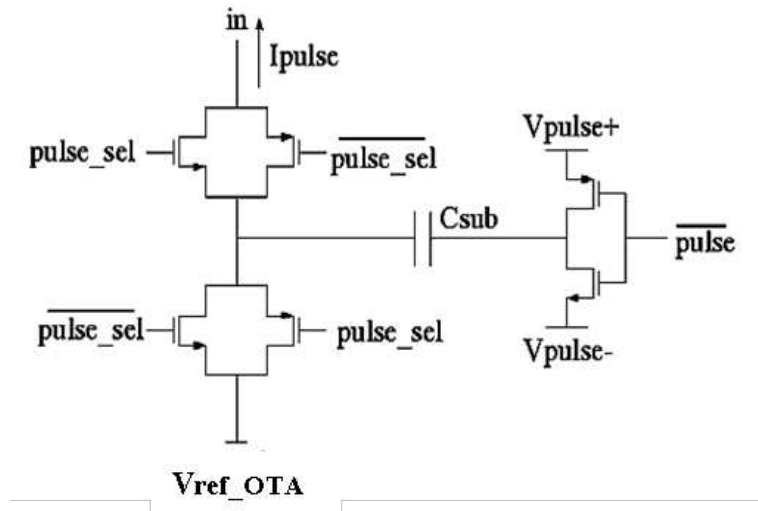 in
Ipulse
pulse_sel
pulse_sel
Vpulse+
Csub
pulse
pulse_sel
pulse_sel
Vpulse-
Vref_OTA